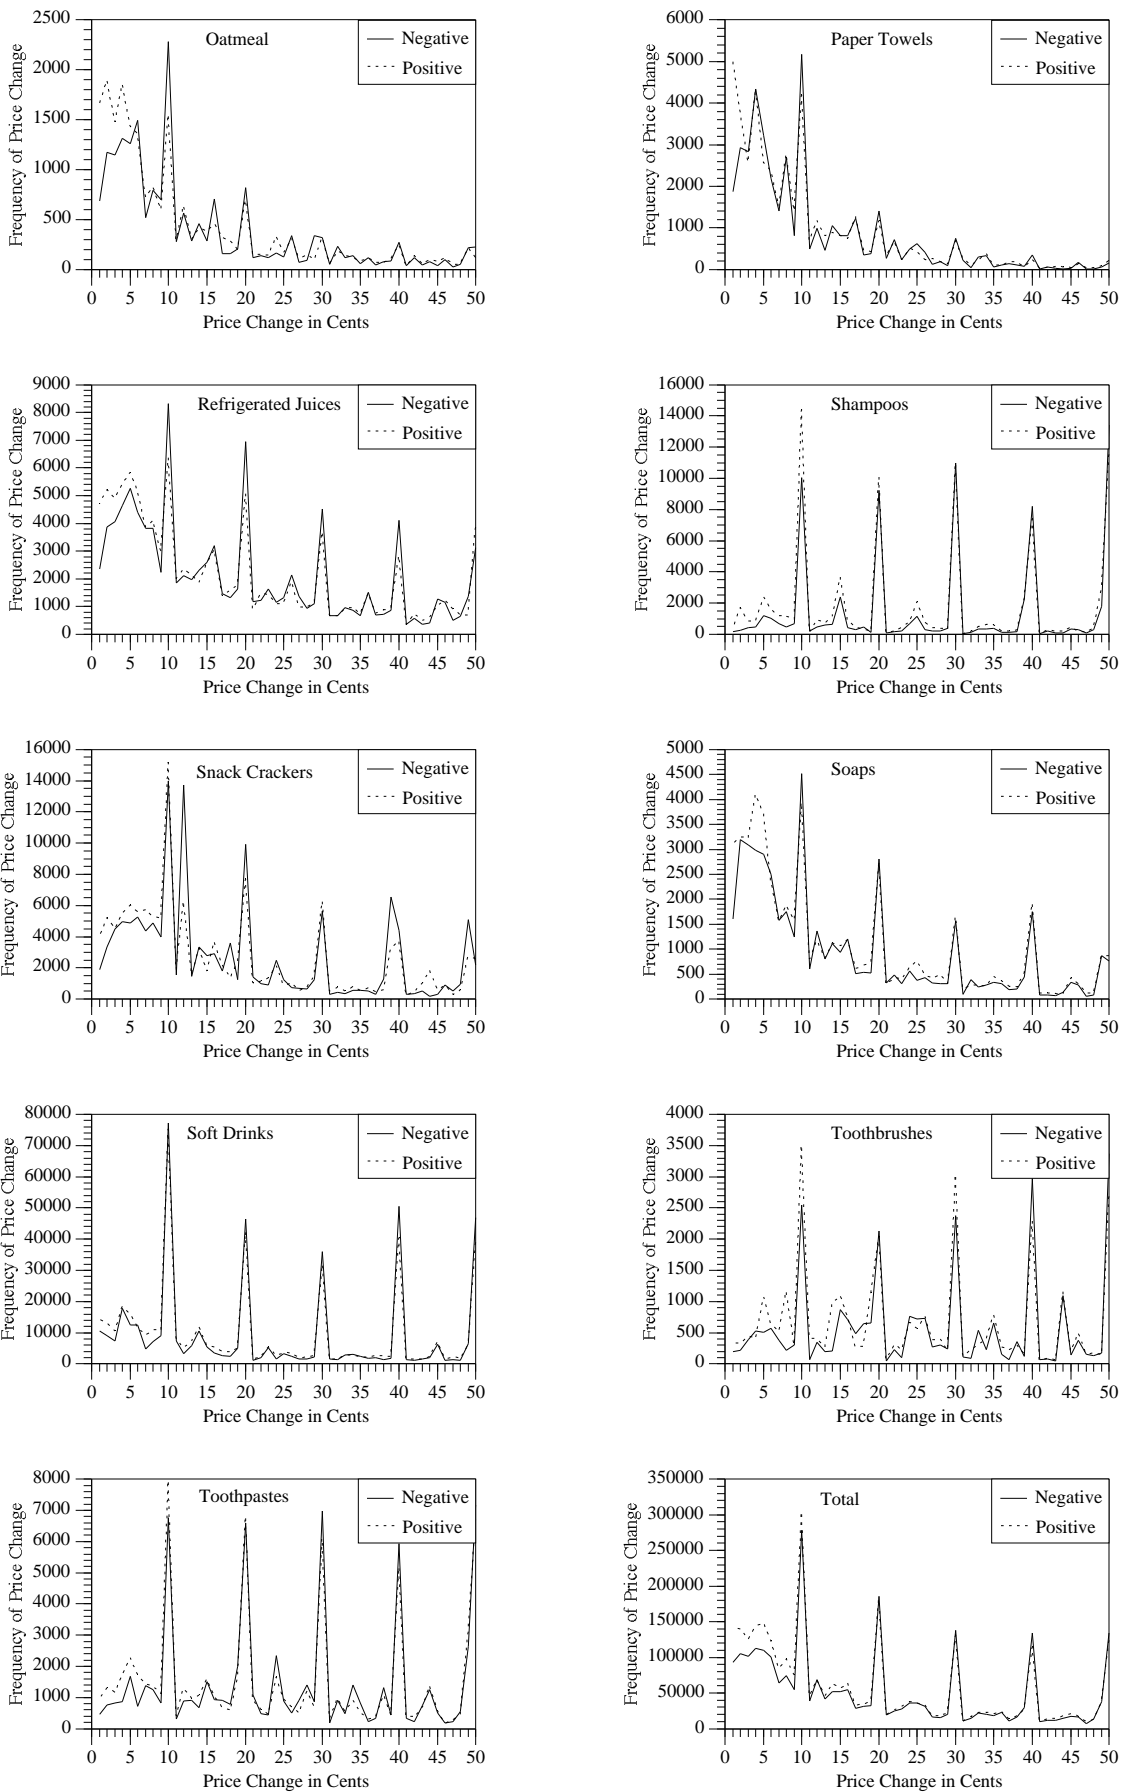 Oatmeal
Negative
Positive
Frequency of Price Change
2500
2000
1500
1000
500
0
0 5 10 15 20 25 30 35 40 45 50
Price Change in Cents
Paper Towels
Negative
Positive
Frequency of Price Change
6000
5000
4000
3000
2000
1000
0
0 5 10 15 20 25 30 35 40 45 50
Price Change in Cents
Refrigerated Juices
Negative
Positive
Frequency of Price Change
9000
8000
7000
6000
5000
4000
3000
2000
1000
0
0 5 10 15 20 25 30 35 40 45 50
Price Change in Cents
Shampoos
Negative
Positive
Frequency of Price Change
16000
14000
12000
10000
8000
6000
4000
2000
0
0 5 10 15 20 25 30 35 40 45 50
Price Change in Cents
Snack Crackers
Negative
Positive
Frequency of Price Change
16000
14000
12000
10000
8000
6000
4000
2000
0
0 5 10 15 20 25 30 35 40 45 50
Price Change in Cents
Soaps
Negative
Positive
Frequency of Price Change
5000
4500
4000
3500
3000
2500
2000
1500
1000
500
0
0 5 10 15 20 25 30 35 40 45 50
Price Change in Cents
Soft Drinks
Negative
Positive
Frequency of Price Change
80000
70000
60000
50000
40000
30000
20000
10000
0
0 5 10 15 20 25 30 35 40 45 50
Price Change in Cents
Toothbrushes
Negative
Positive
Frequency of Price Change
4000
3500
3000
2500
2000
1500
1000
500
0
0 5 10 15 20 25 30 35 40 45 50
Price Change in Cents
Toothpastes
Negative
Positive
Frequency of Price Change
8000
7000
6000
5000
4000
3000
2000
1000
0
0 5 10 15 20 25 30 35 40 45 50
Price Change in Cents
Total
Negative
Positive
Frequency of Price Change
350000
300000
250000
200000
150000
100000
50000
0
0 5 10 15 20 25 30 35 40 45 50
Price Change in Cents